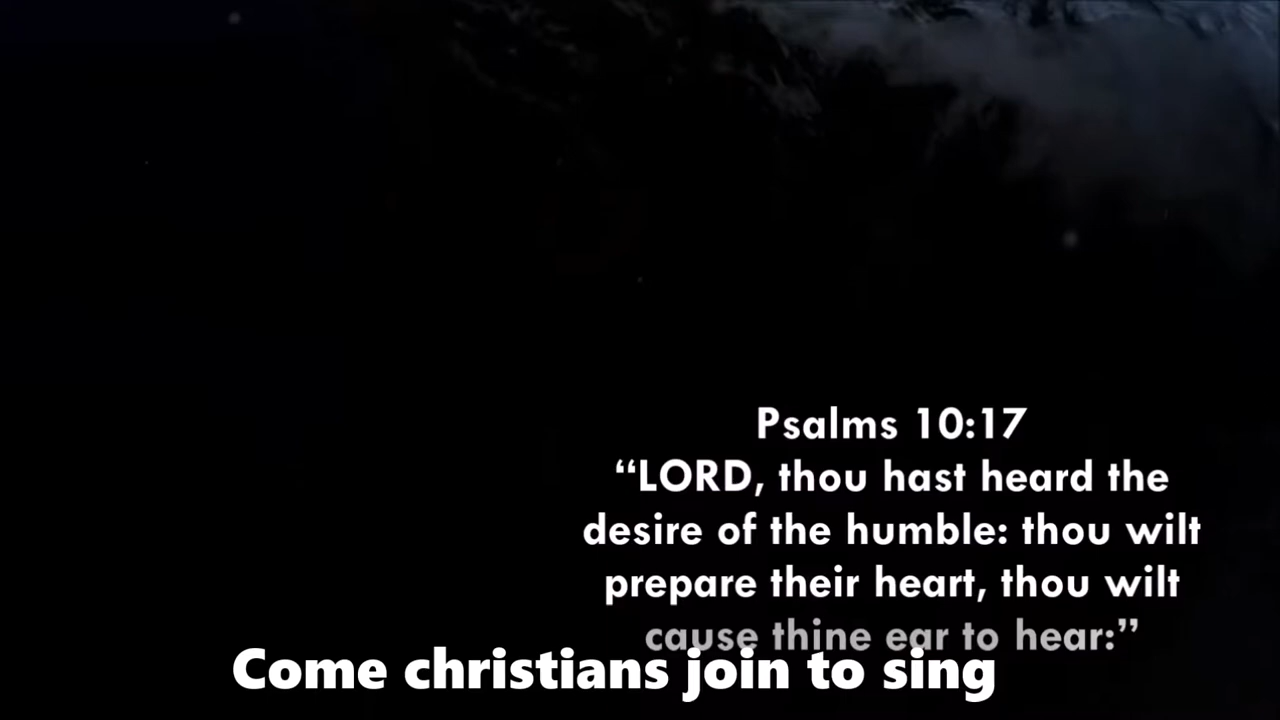 Psalms 10:17
“LORD, thou hast heard the
desire of the humble: thou wilt
prepare their heart, thou wilt
cause thine ear to hear:”
Come christians join to sing